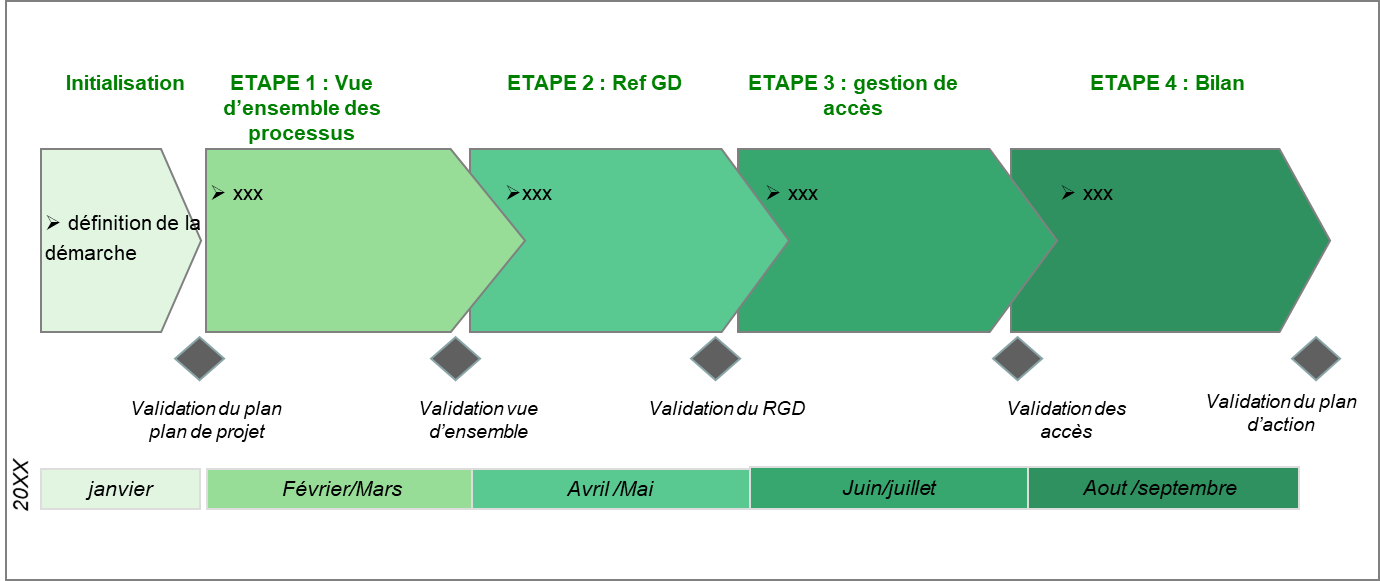 Initialisation
ETAPE 1 : Vue
d’ensemble des
processus
ETAPE 2 : Ref GD
ETAPE 3 : gestion de
accès
ETAPE 4 : Bilan
➢ définition de la
démarche
➢ xxx
➢xxx
➢ xxx
➢ xxx
Validation du plan
plan de projet
Validation vue
d’ensemble
Validation du RGD
Validation des
accès
Validation du plan
d’action
20XX
janvier
Février/Mars
Avril /Mai
Juin/juillet
Aout /septembre